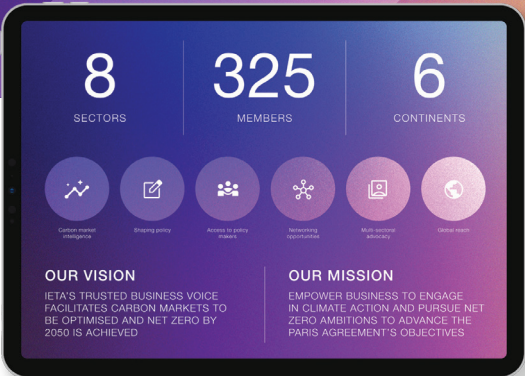 8
SECTORS
325
MEMBERS
6
CONTINENTS
Carbon market
intelligence
Shaping policy
Access to policy
makers
Networking
opportunities
Multi-sectoral
advocacy
Global reach
OUR VISION
IETA'S TRUSTED BUSINESS VOICE
FACILITATES CARBON MARKETS TO
BE OPTIMISED AND NET ZERO BY
2050 IS ACHIEVED
OUR MISSION
EMPOWER BUSINESS TO ENGAGE
IN CLIMATE ACTION AND PURSUE NET
ZERO AMBITIONS TO ADVANCE THE
PARIS AGREEMENT'S OBJECTIVES